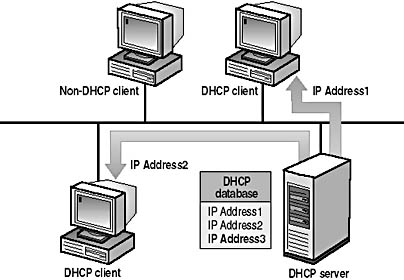 Non-DHCP client
DHCP client
IP Address1
IP Address2
DHCP
database
IP Address1
IP Address2
IP Address3
DHCP client
DHCP server